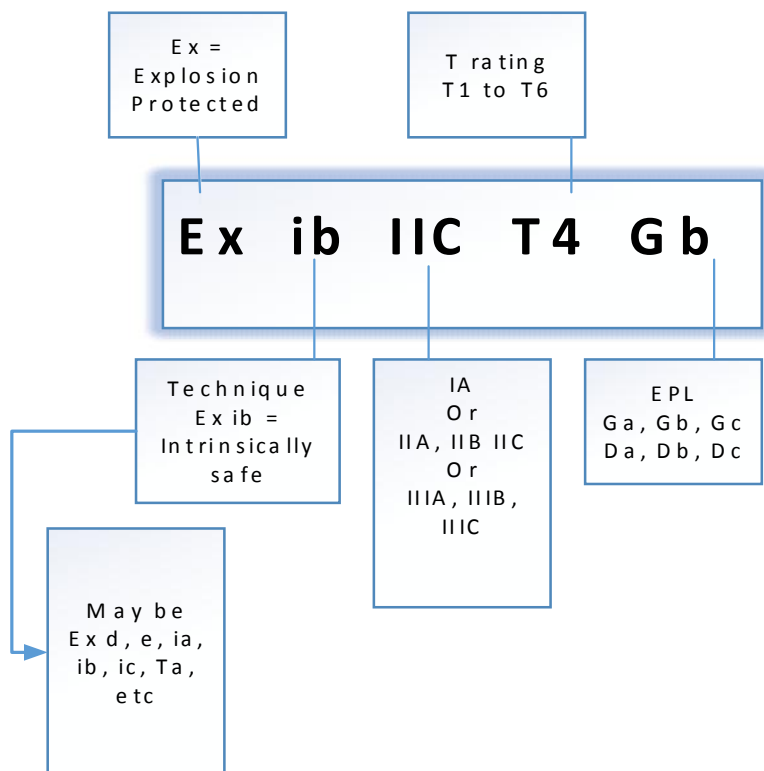 Ex =
Explosion
Protected
T rating
T1 to T6
Ex ib IIC T4 Gb
Technique
Ex ib =
Intrinsically
safe
IA
Or
IIA, IIB IIC
Or
IIIA, IIIB,
IIIC
EPL
Ga, Gb, Gc
Da, Db, Dc
May be
Ex d, e, ia,
ib, ic, Ta,
etc